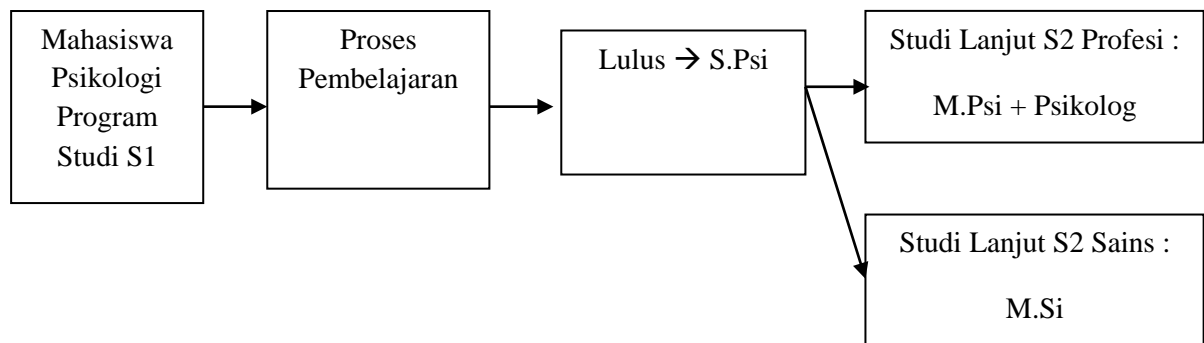 Mahasiswa
Psikologi
Program
Studi S1
Proses
Pembelajaran
Lulus → S.Psi
Studi Lanjut S2 Profesi :
M.Psi + Psikolog
Studi Lanjut S2 Sains :
M.Si